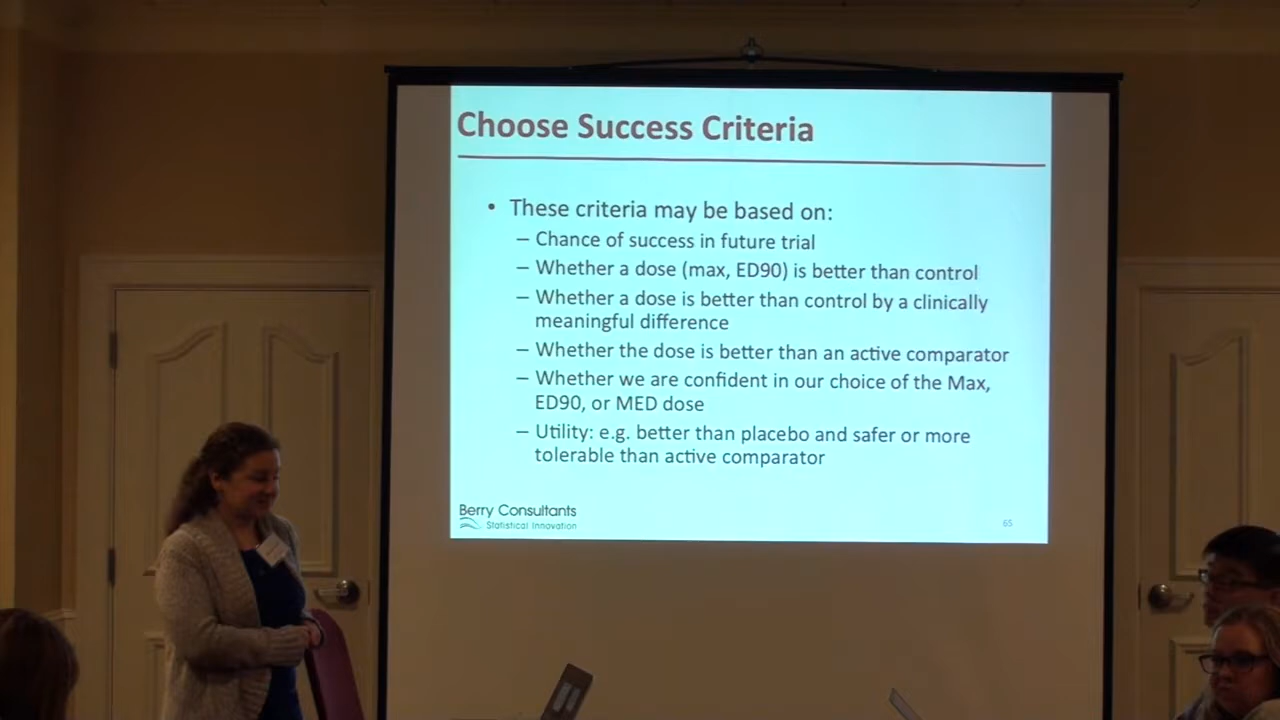 Choose Success Criteria
• These criteria may be based on:
– Chance of success in future trial
– Whether a dose (max, ED90) is better than control
– Whether a dose is better than control by a clinically
meaningful difference
– Whether the dose is better than an active comparator
– Whether we are confident in our choice of the Max,
ED90, or MED dose
– Utility: e.g. better than placebo and safer or more
tolerable than active comparator
Berry Consultants
Statistical Innovation
65